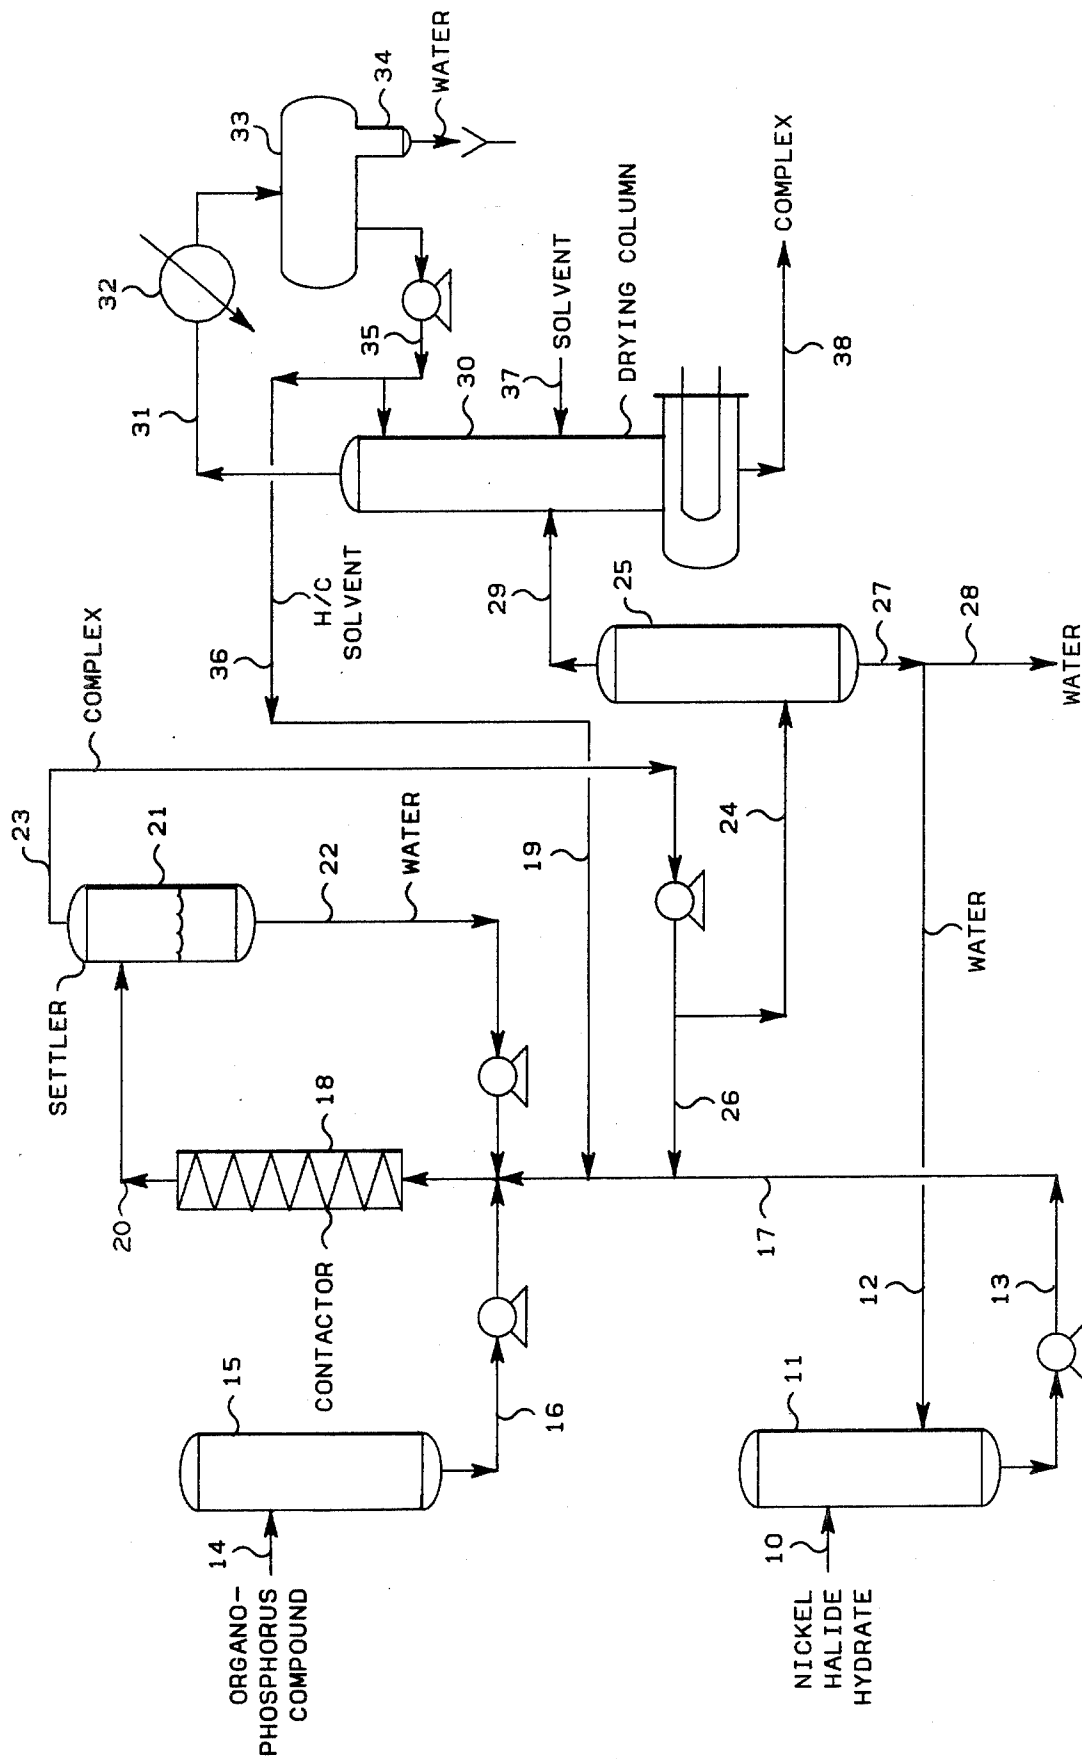 ORGANO-
PHOSPHORUS
COMPOUND
14
15
16
NICKEL
HALIDE
HYDRATE
10
11
12
13
17
CONTACTOR
18
20
SETTLER
21
22
WATER
23
COMPLEX
19
26
24
WATER
25
27
28
WATER
29
36
H/C
SOLVENT
30
31
32
33
34
WATER
35
37
SOLVENT
DRYING COLUMN
38
COMPLEX